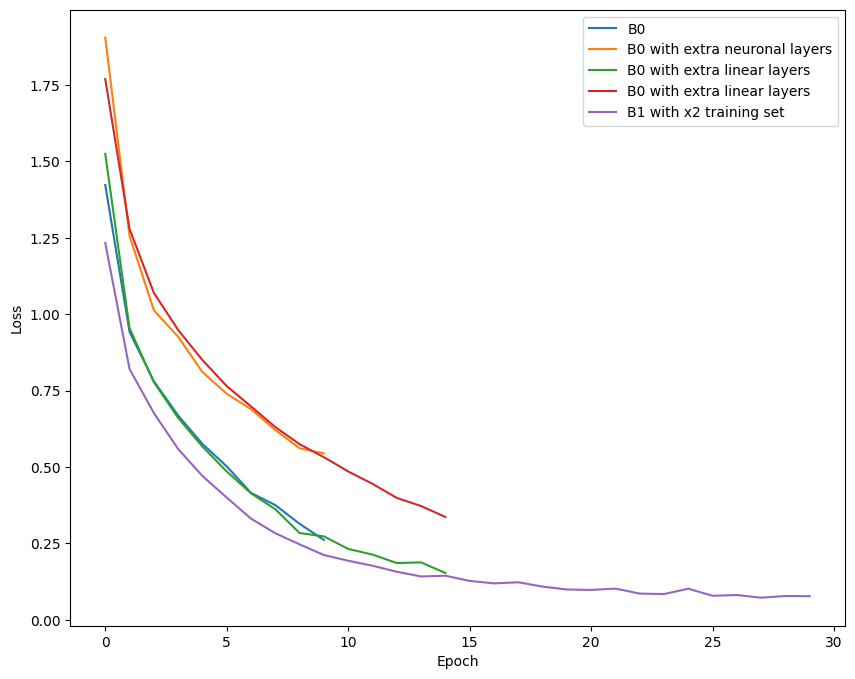 B0
B0 with extra neuronal layers
B0 with extra linear layers
B0 with extra linear layers
B1 with x2 training set
1.75
1.50
1.25
1.00
0.75
0.50
0.25
0.00
Loss
0 5 10 15 20 25 30
Epoch